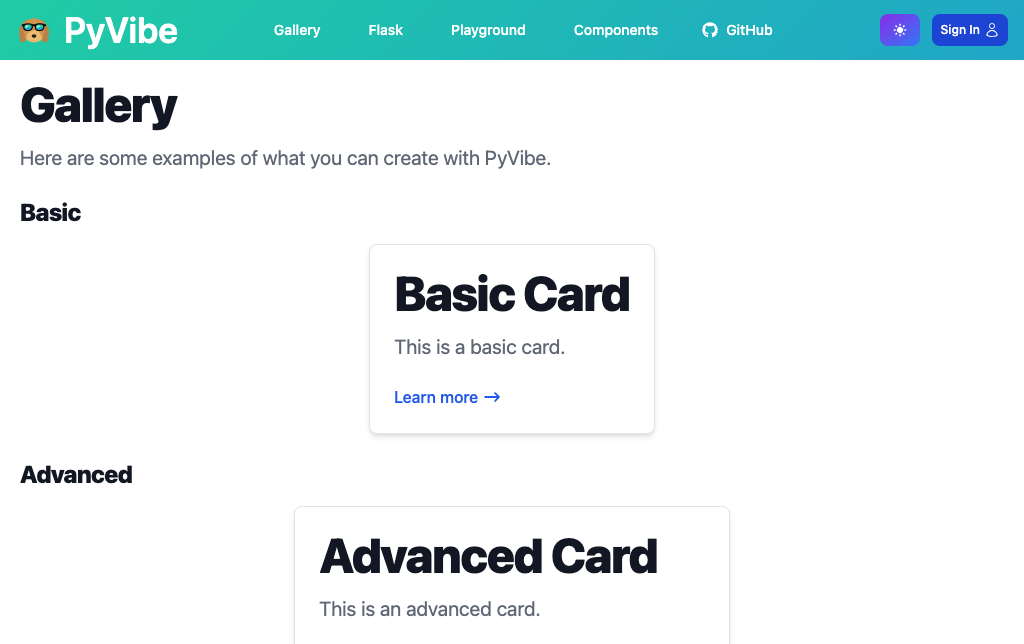 PyVibe
Gallery
Flask
Playground
Components
GitHub
Sign In
Gallery
Here are some examples of what you can create with PyVibe.
Basic
Basic Card
This is a basic card.
Learn more →
Advanced
Advanced Card
This is an advanced card.